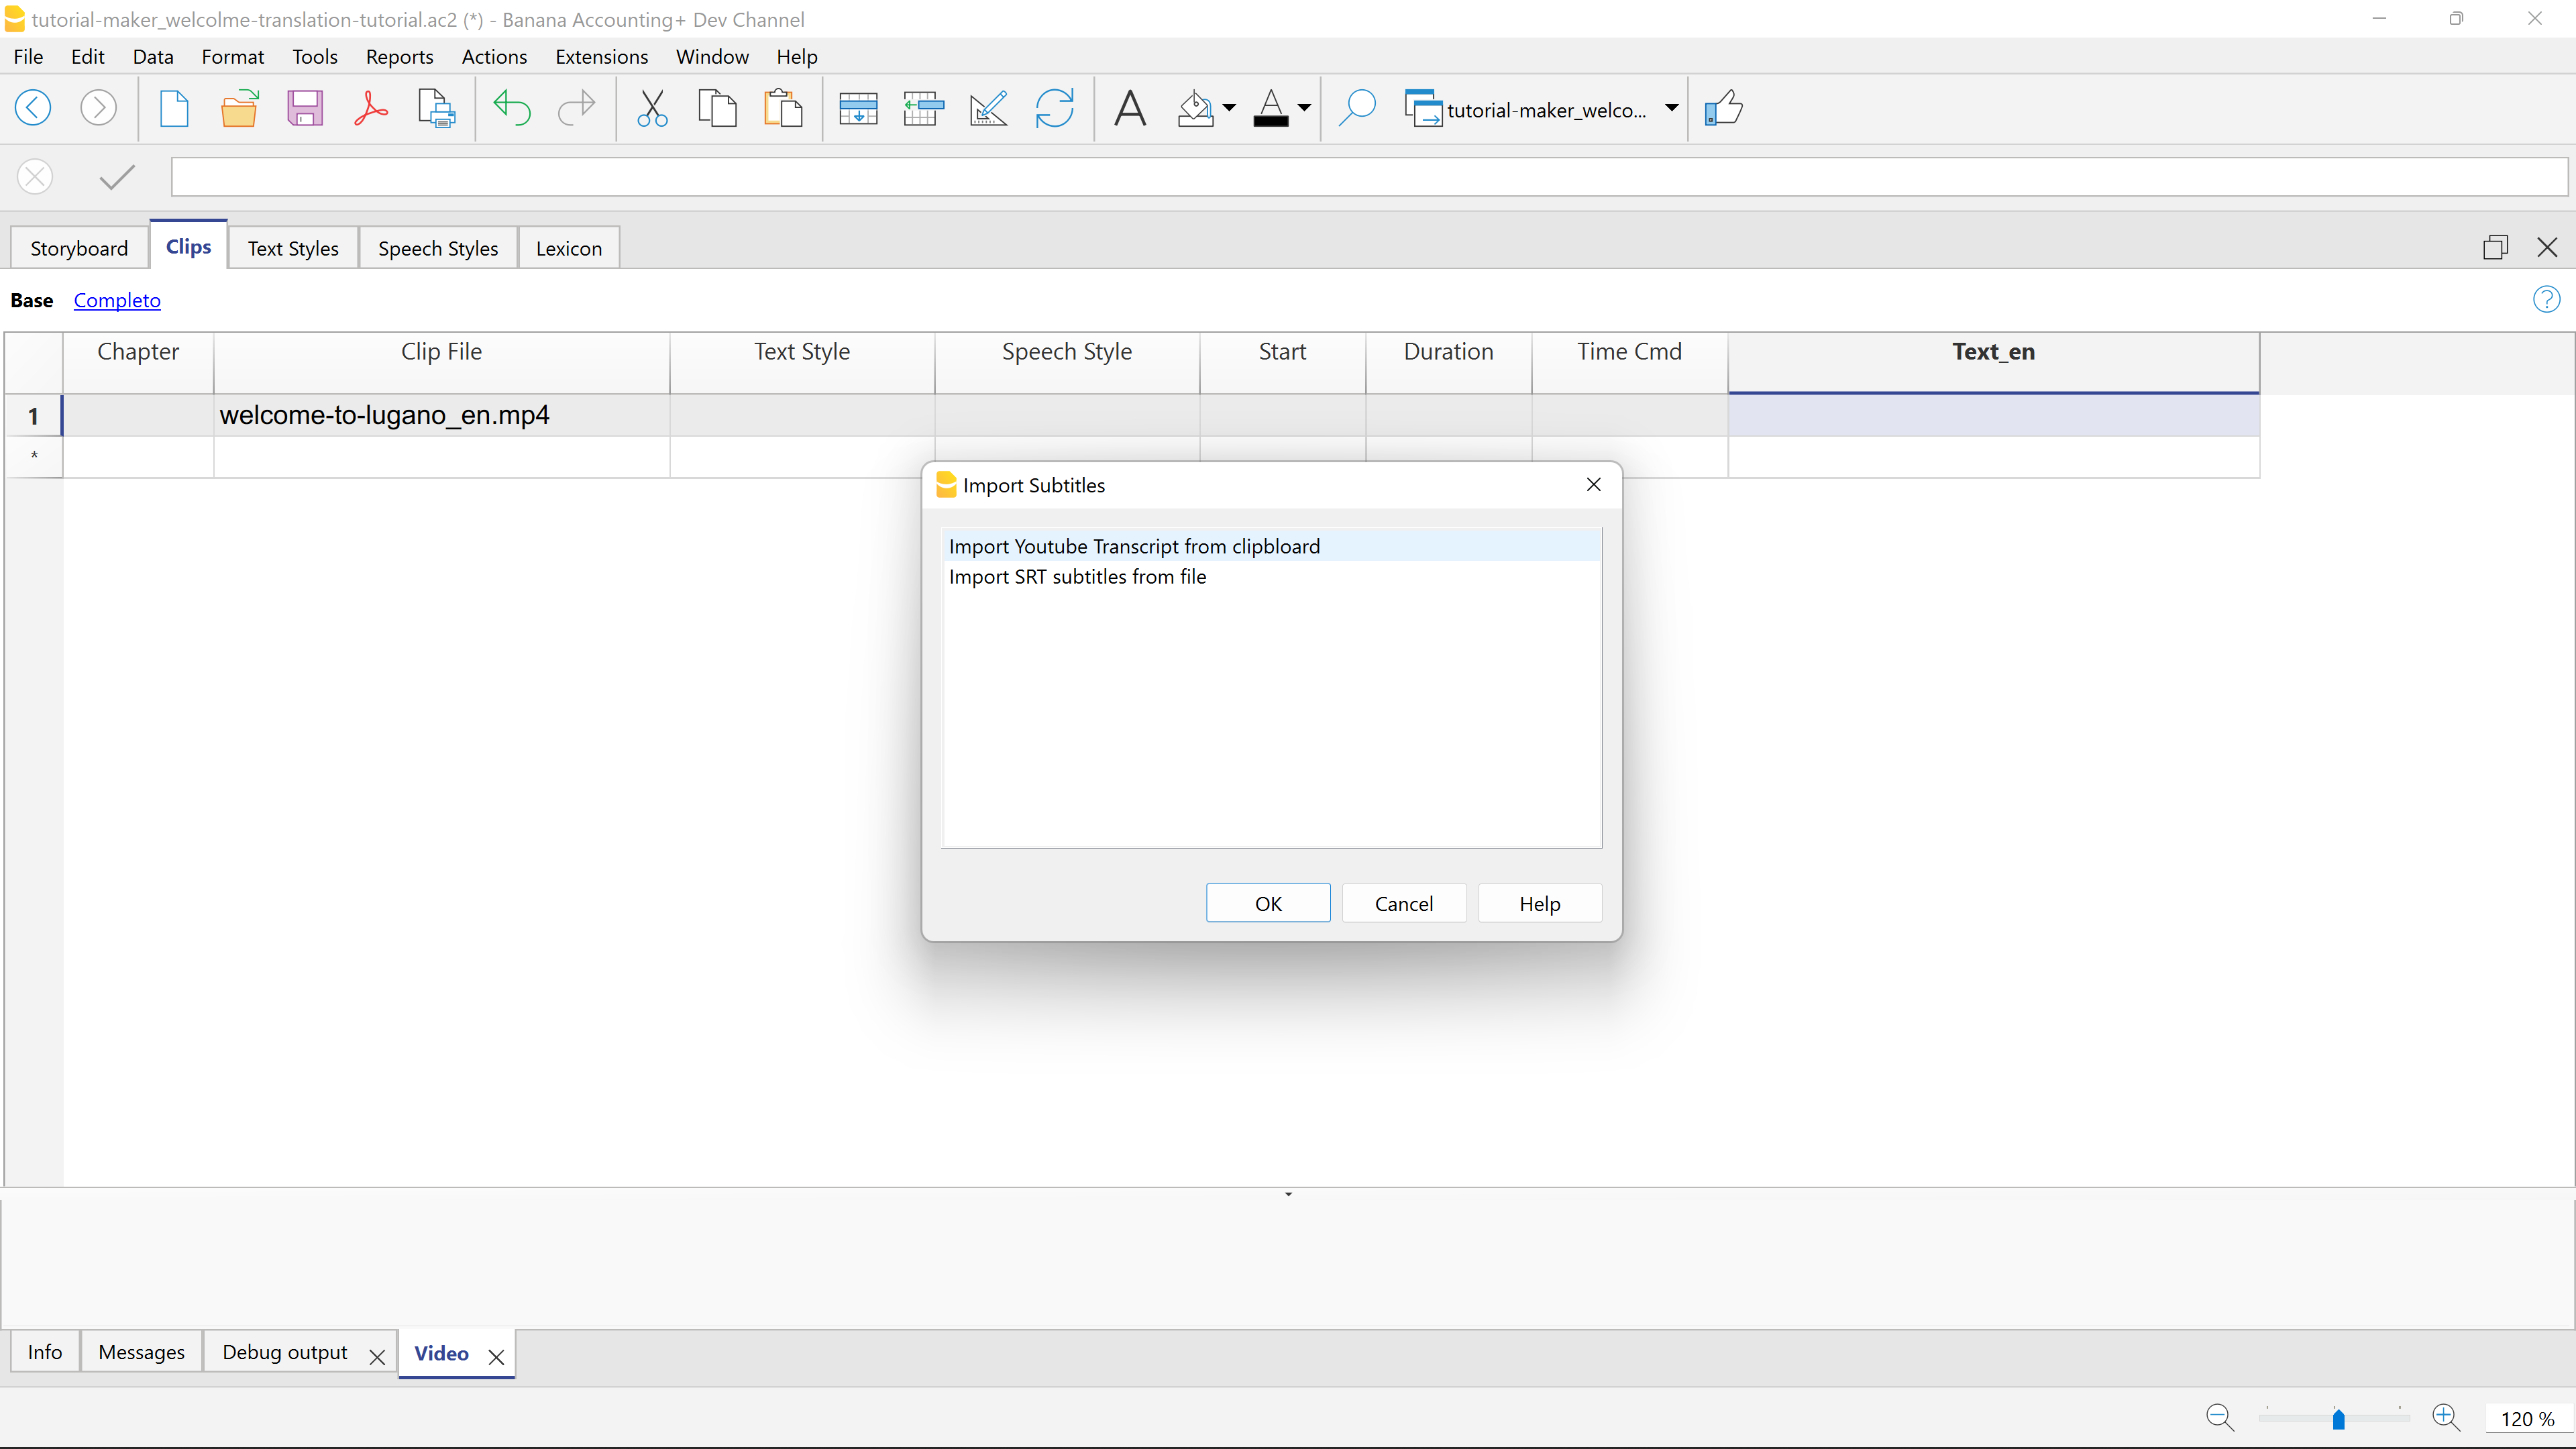 tutorial-maker_welcolme-translation-tutorial.ac2 (*) - Banana Accounting+ Dev Channel
File Edit Data Format Tools Reports Actions Extensions Window Help
tutorial-maker_welco...
Storyboard Clips Text Styles Speech Styles Lexicon
Base Completo
Chapter Clip File Text Style Speech Style Start Duration Time Cmd Text_en
1 welcome-to-lugano_en.mp4
*
Import Subtitles
Import Youtube Transcript from clipbloard
Import SRT subtitles from file
OK Cancel Help
Info Messages Debug output Video
120 %